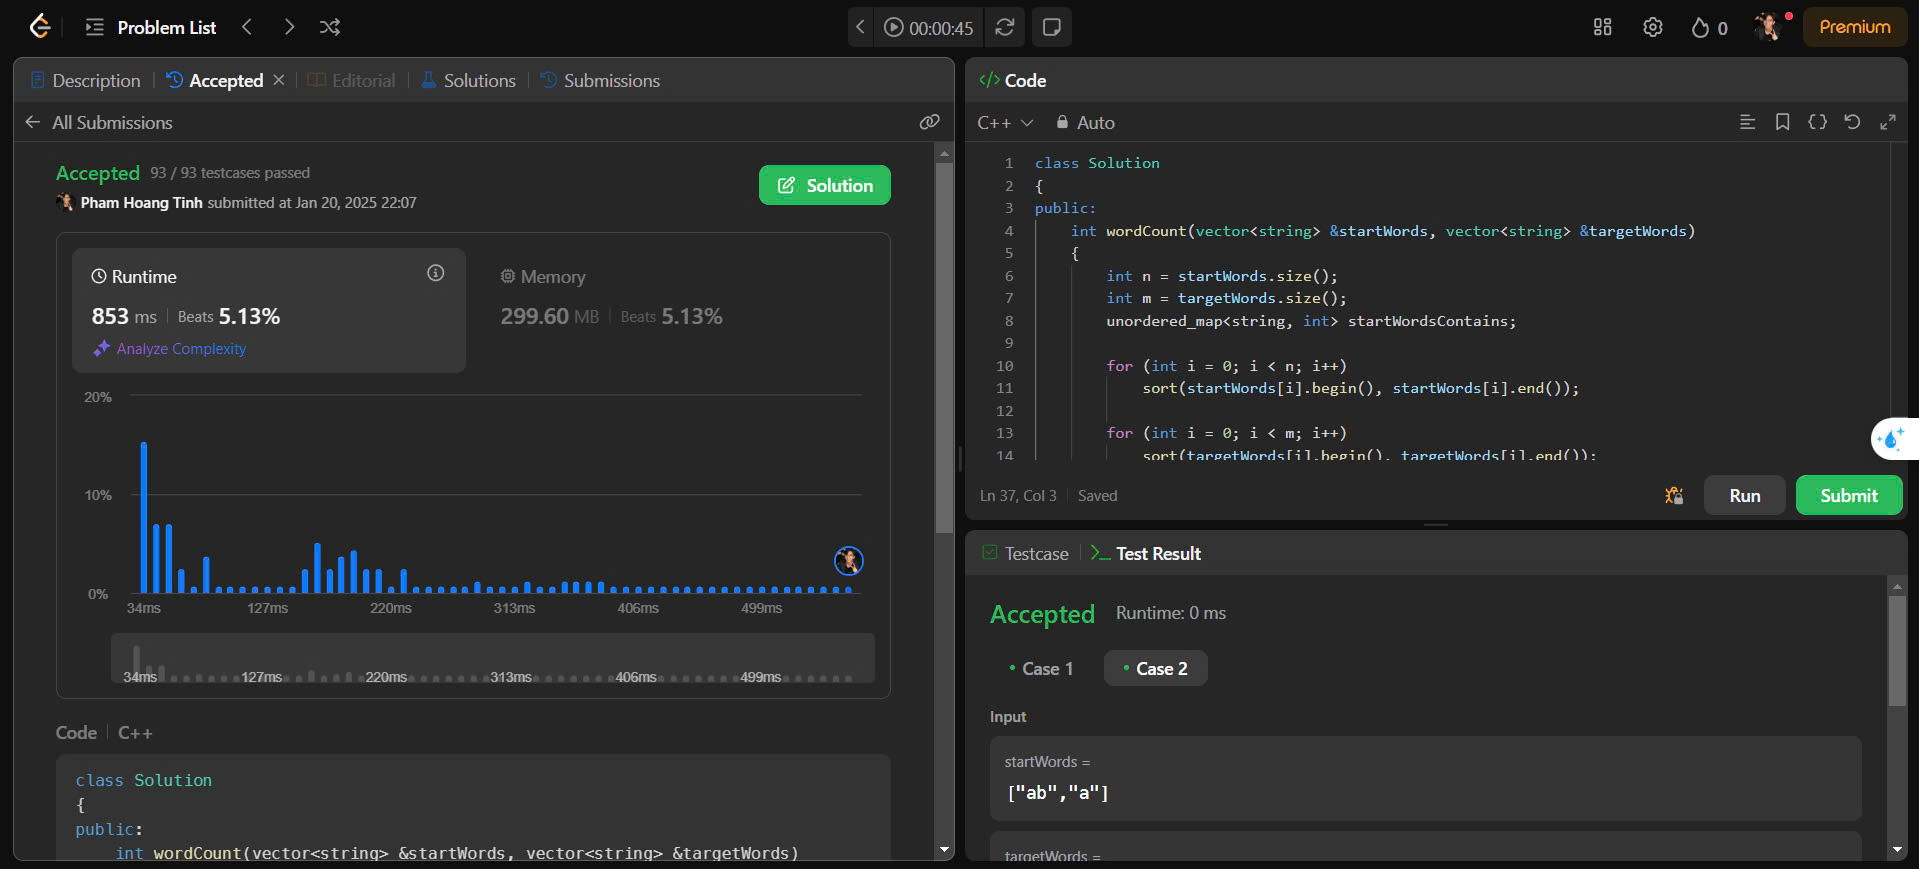 Problem List
00:00:45
0
Premium
Description
Accepted
Editorial
Solutions
Submissions
All Submissions
Accepted 93 / 93 testcases passed
Pham Hoang Tinh submitted at Jan 20, 2025 22:07
Solution
Runtime
853 ms | Beats 5.13%
Analyze Complexity
Memory
299.60 MB | Beats 5.13%
20%
10%
0%
34ms 127ms 220ms 313ms 406ms 499ms
34ms 127ms 220ms 313ms 406ms 499ms
Code | C++
class Solution
{
public:
int wordCount(vector<string> &startWords, vector<string> &targetWords)
</> Code
C++ Auto
1 class Solution
2 {
3 public:
4 int wordCount(vector<string> &startWords, vector<string> &targetWords)
5 {
6 int n = startWords.size();
7 int m = targetWords.size();
8 unordered_map<string, int> startWordsContains;
9
10 for (int i = 0; i < n; i++)
11 sort(startWords[i].begin(), startWords[i].end());
12
13 for (int i = 0; i < m; i++)
14 sort(targetWords[i].begin(), targetWords[i].end());
Ln 37, Col 3 | Saved
Run
Submit
Testcase
Test Result
Accepted Runtime: 0 ms
Case 1
Case 2
Input
startWords =
["ab","a"]
targetWords =